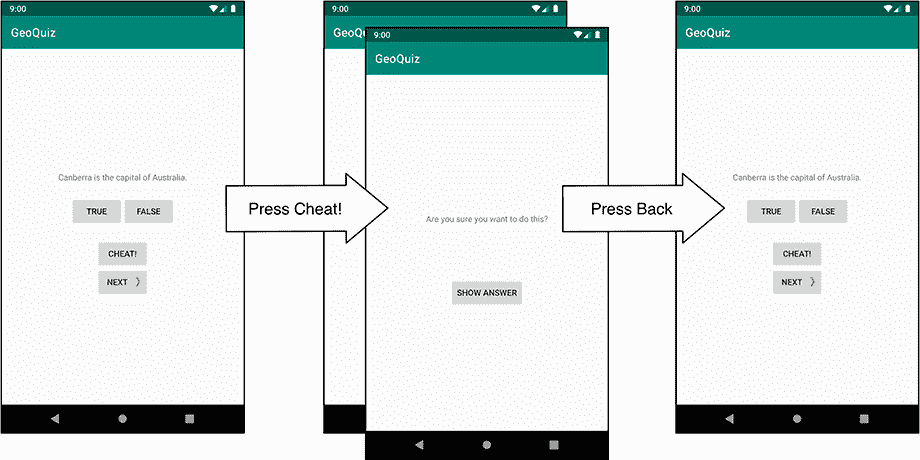 9:00
GeoQuiz
Canberra is the capital of Australia.
TRUE
FALSE
CHEAT!
NEXT
Press Cheat!
9:00
GeoQu
9:00
GeoQuiz
Are you sure you want to do this?
SHOW ANSWER
Press Back
9:00
GeoQuiz
Canberra is the capital of Australia.
TRUE
FALSE
CHEAT!
NEXT